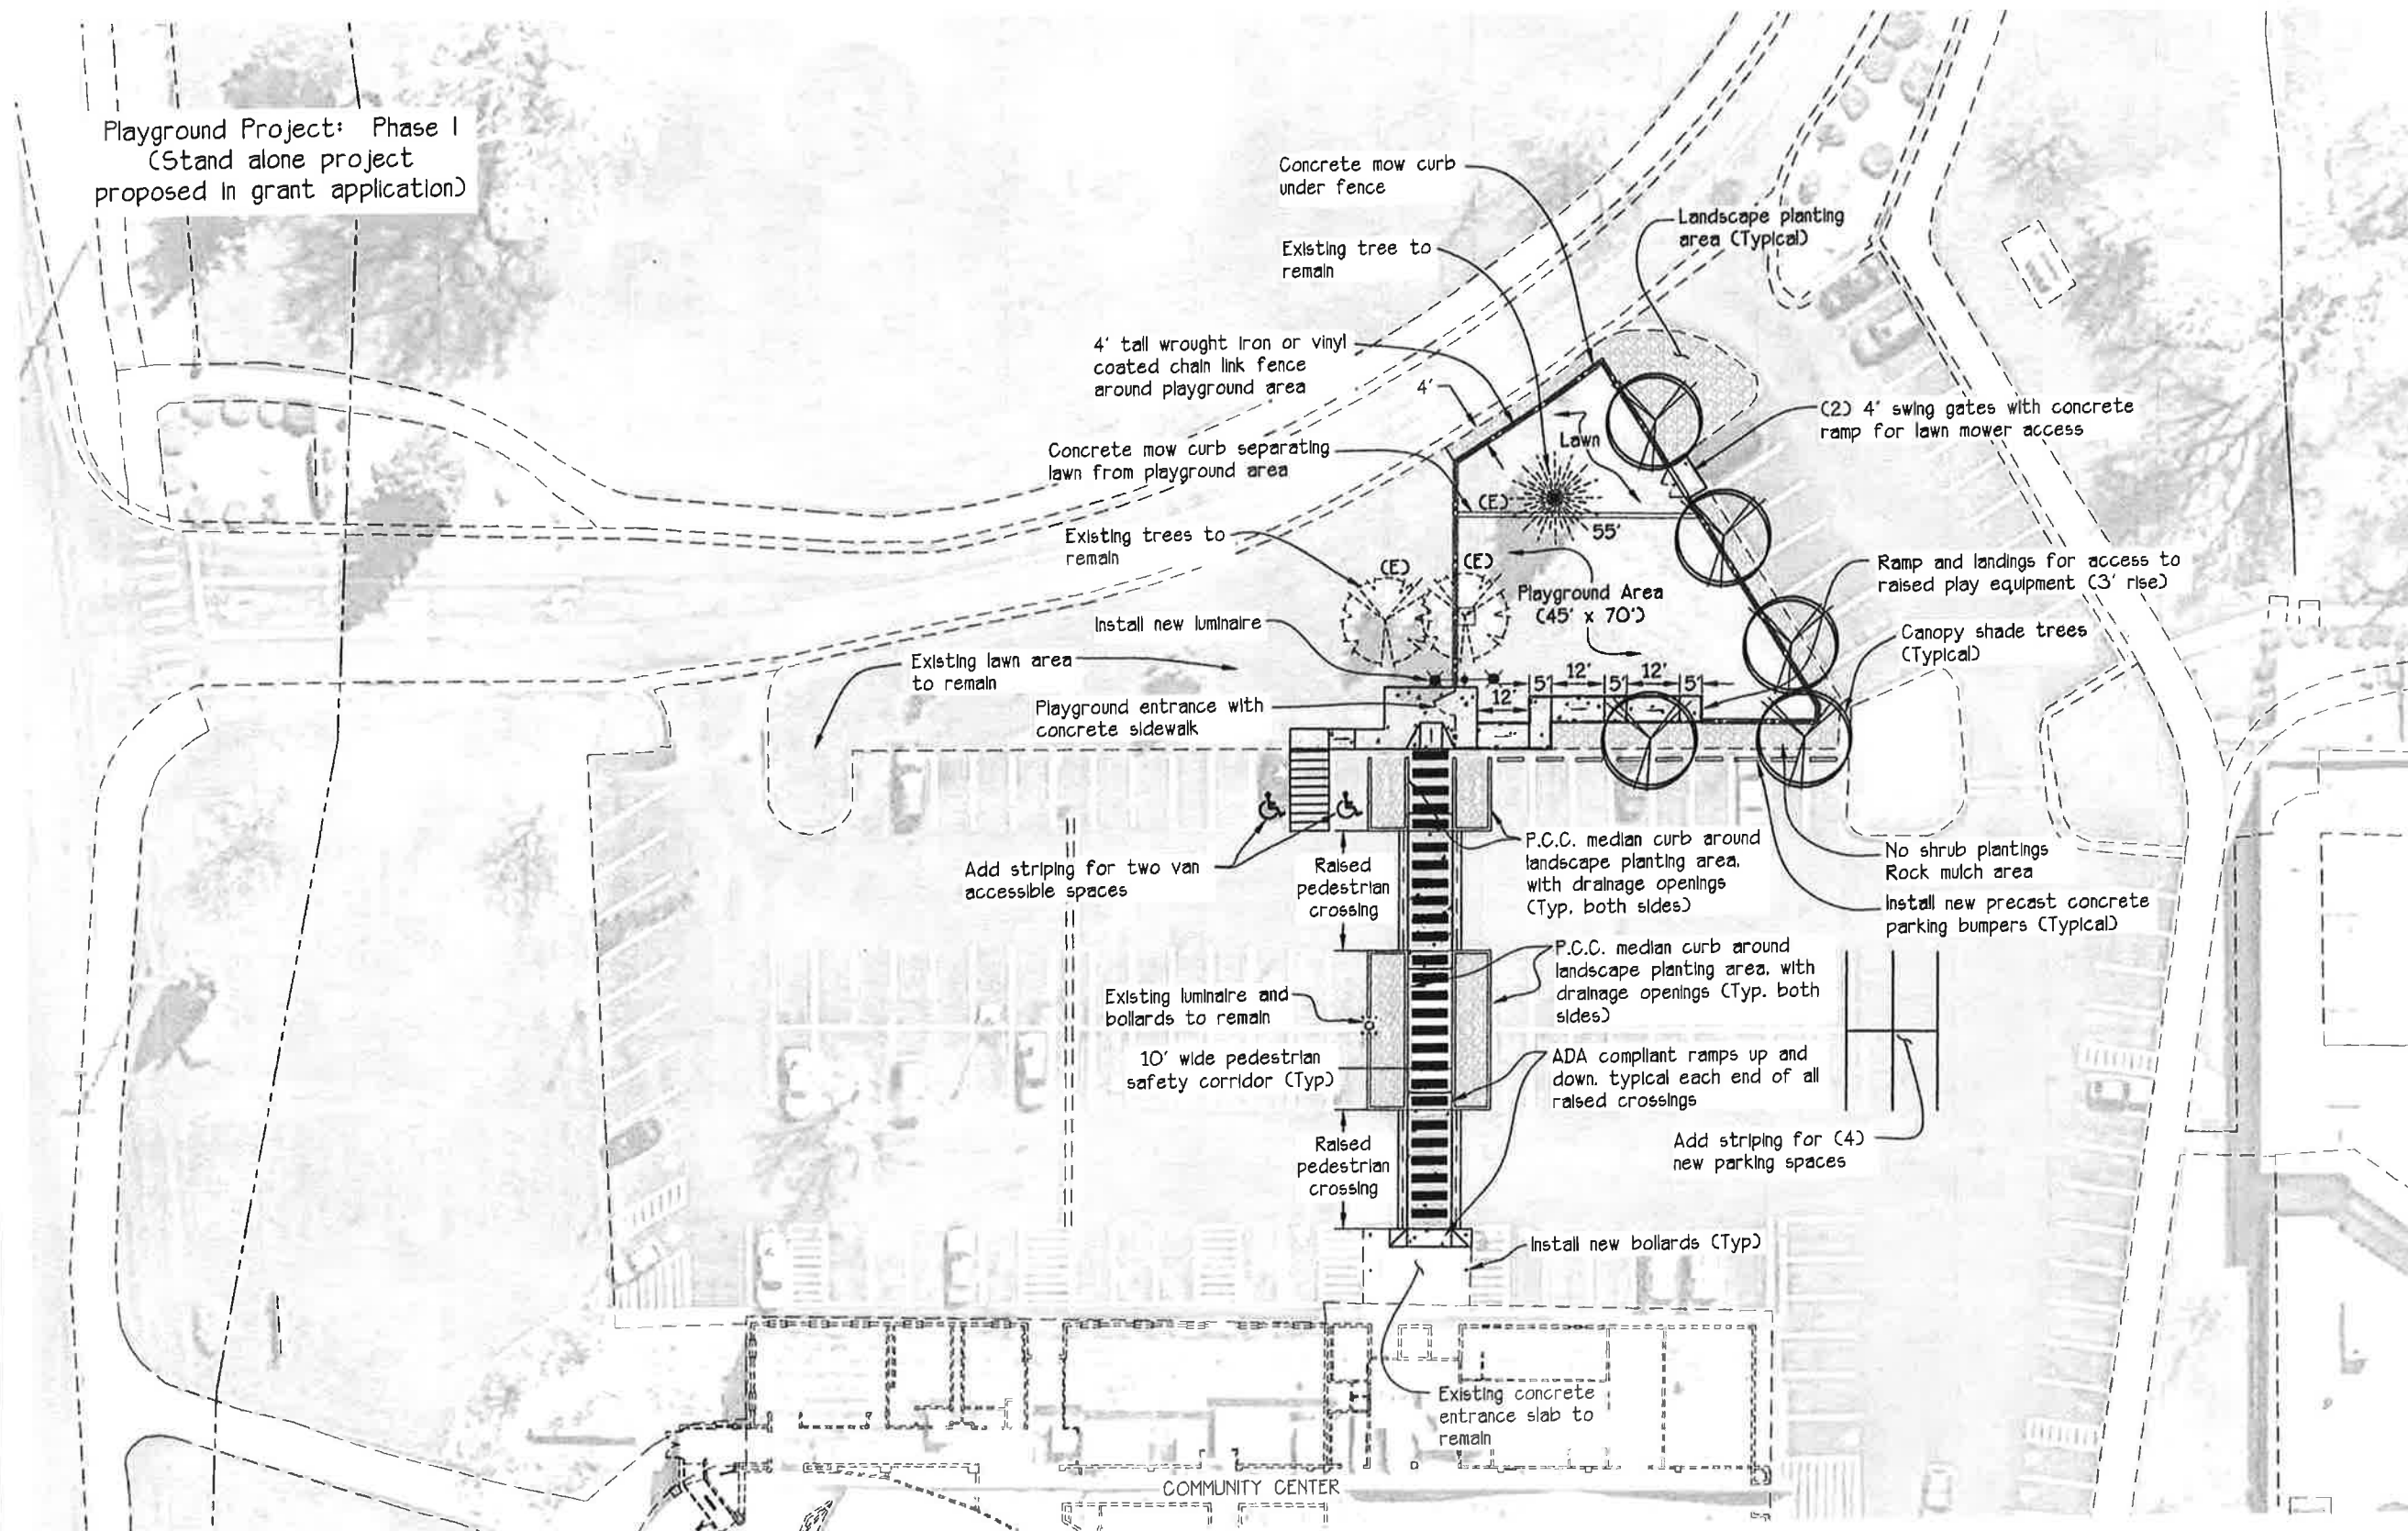 Playground Project: Phase 1
(Stand alone project
proposed in grant application)
Concrete mow curb
under fence
Landscape planting
area (Typical)
Existing tree to
remain
4' tall wrought iron or vinyl
coated chain link fence
around playground area
4'
(2) 4' swing gates with concrete
ramp for lawn mower access
Lawn
Concrete mow curb separating
lawn from playground area
(E)
55'
Existing trees to
remain
(E)
(E)
Ramp and landings for access to
raised play equipment (3' rise)
Playground Area
(45' x 70')
Install new luminaire
Canopy shade trees
(Typical)
Existing lawn area
to remain
12'
5'
12'
5'
12'
5'
Playground entrance with
concrete sidewalk
P.C.C. median curb around
landscape planting area,
with drainage openings
(Typ. both sides)
No shrub plantings
Rock mulch area
Add striping for two van
accessible spaces
Raised
pedestrian
crossing
Install new precast concrete
parking bumpers (Typical)
P.C.C. median curb around
landscape planting area, with
drainage openings (Typ. both
sides)
Existing luminaire and
bollards to remain
10' wide pedestrian
safety corridor (Typ)
ADA compliant ramps up and
down, typical each end of all
raised crossings
Raised
pedestrian
crossing
Add striping for (4)
new parking spaces
Install new bollards (Typ)
Existing concrete
entrance slab to
remain
COMMUNITY CENTER